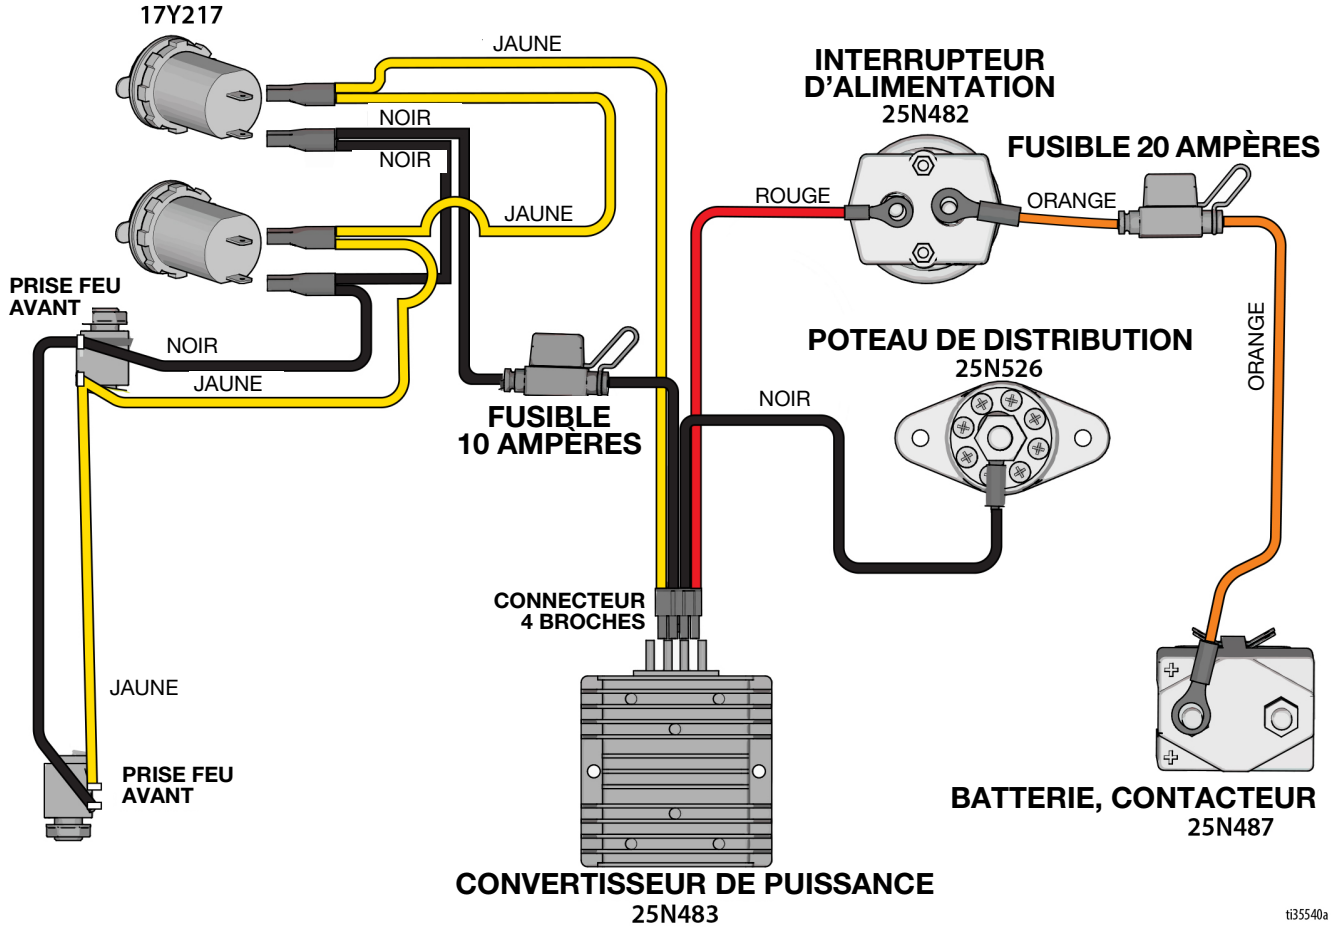 17Y217
JAUNE
INTERRUPTEUR
D'ALIMENTATION
25N482
NOIR
FUSIBLE 20 AMPÈRES
NOIR
ROUGE
ORANGE
JAUNE
PRISE FEU
AVANT
NOIR
JAUNE
POTEAU DE DISTRIBUTION
25N526
ORANGE
NOIR
FUSIBLE
10 AMPÈRES
CONNECTEUR
4 BROCHES
JAUNE
PRISE FEU
AVANT
BATTERIE, CONTACTEUR
25N487
CONVERTISSEUR DE PUISSANCE
25N483
ti35540a